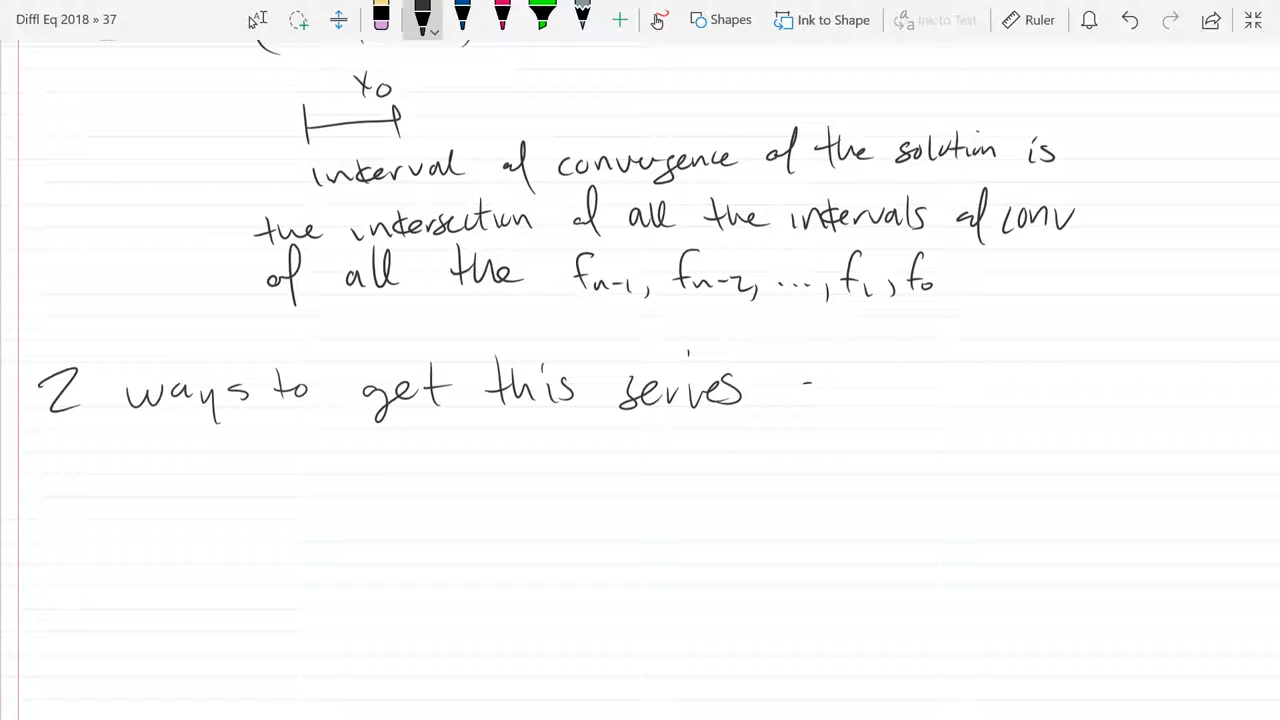 Diffl Eq 2018 » 37
Shapes
Ink to Shape
Ink to Text
Ruler
x0
interval of convergence of the solution is
the intersection of all the intervals of conv
of all the fn-1, fn-2, ..., f1, f0
2 ways to get this series -